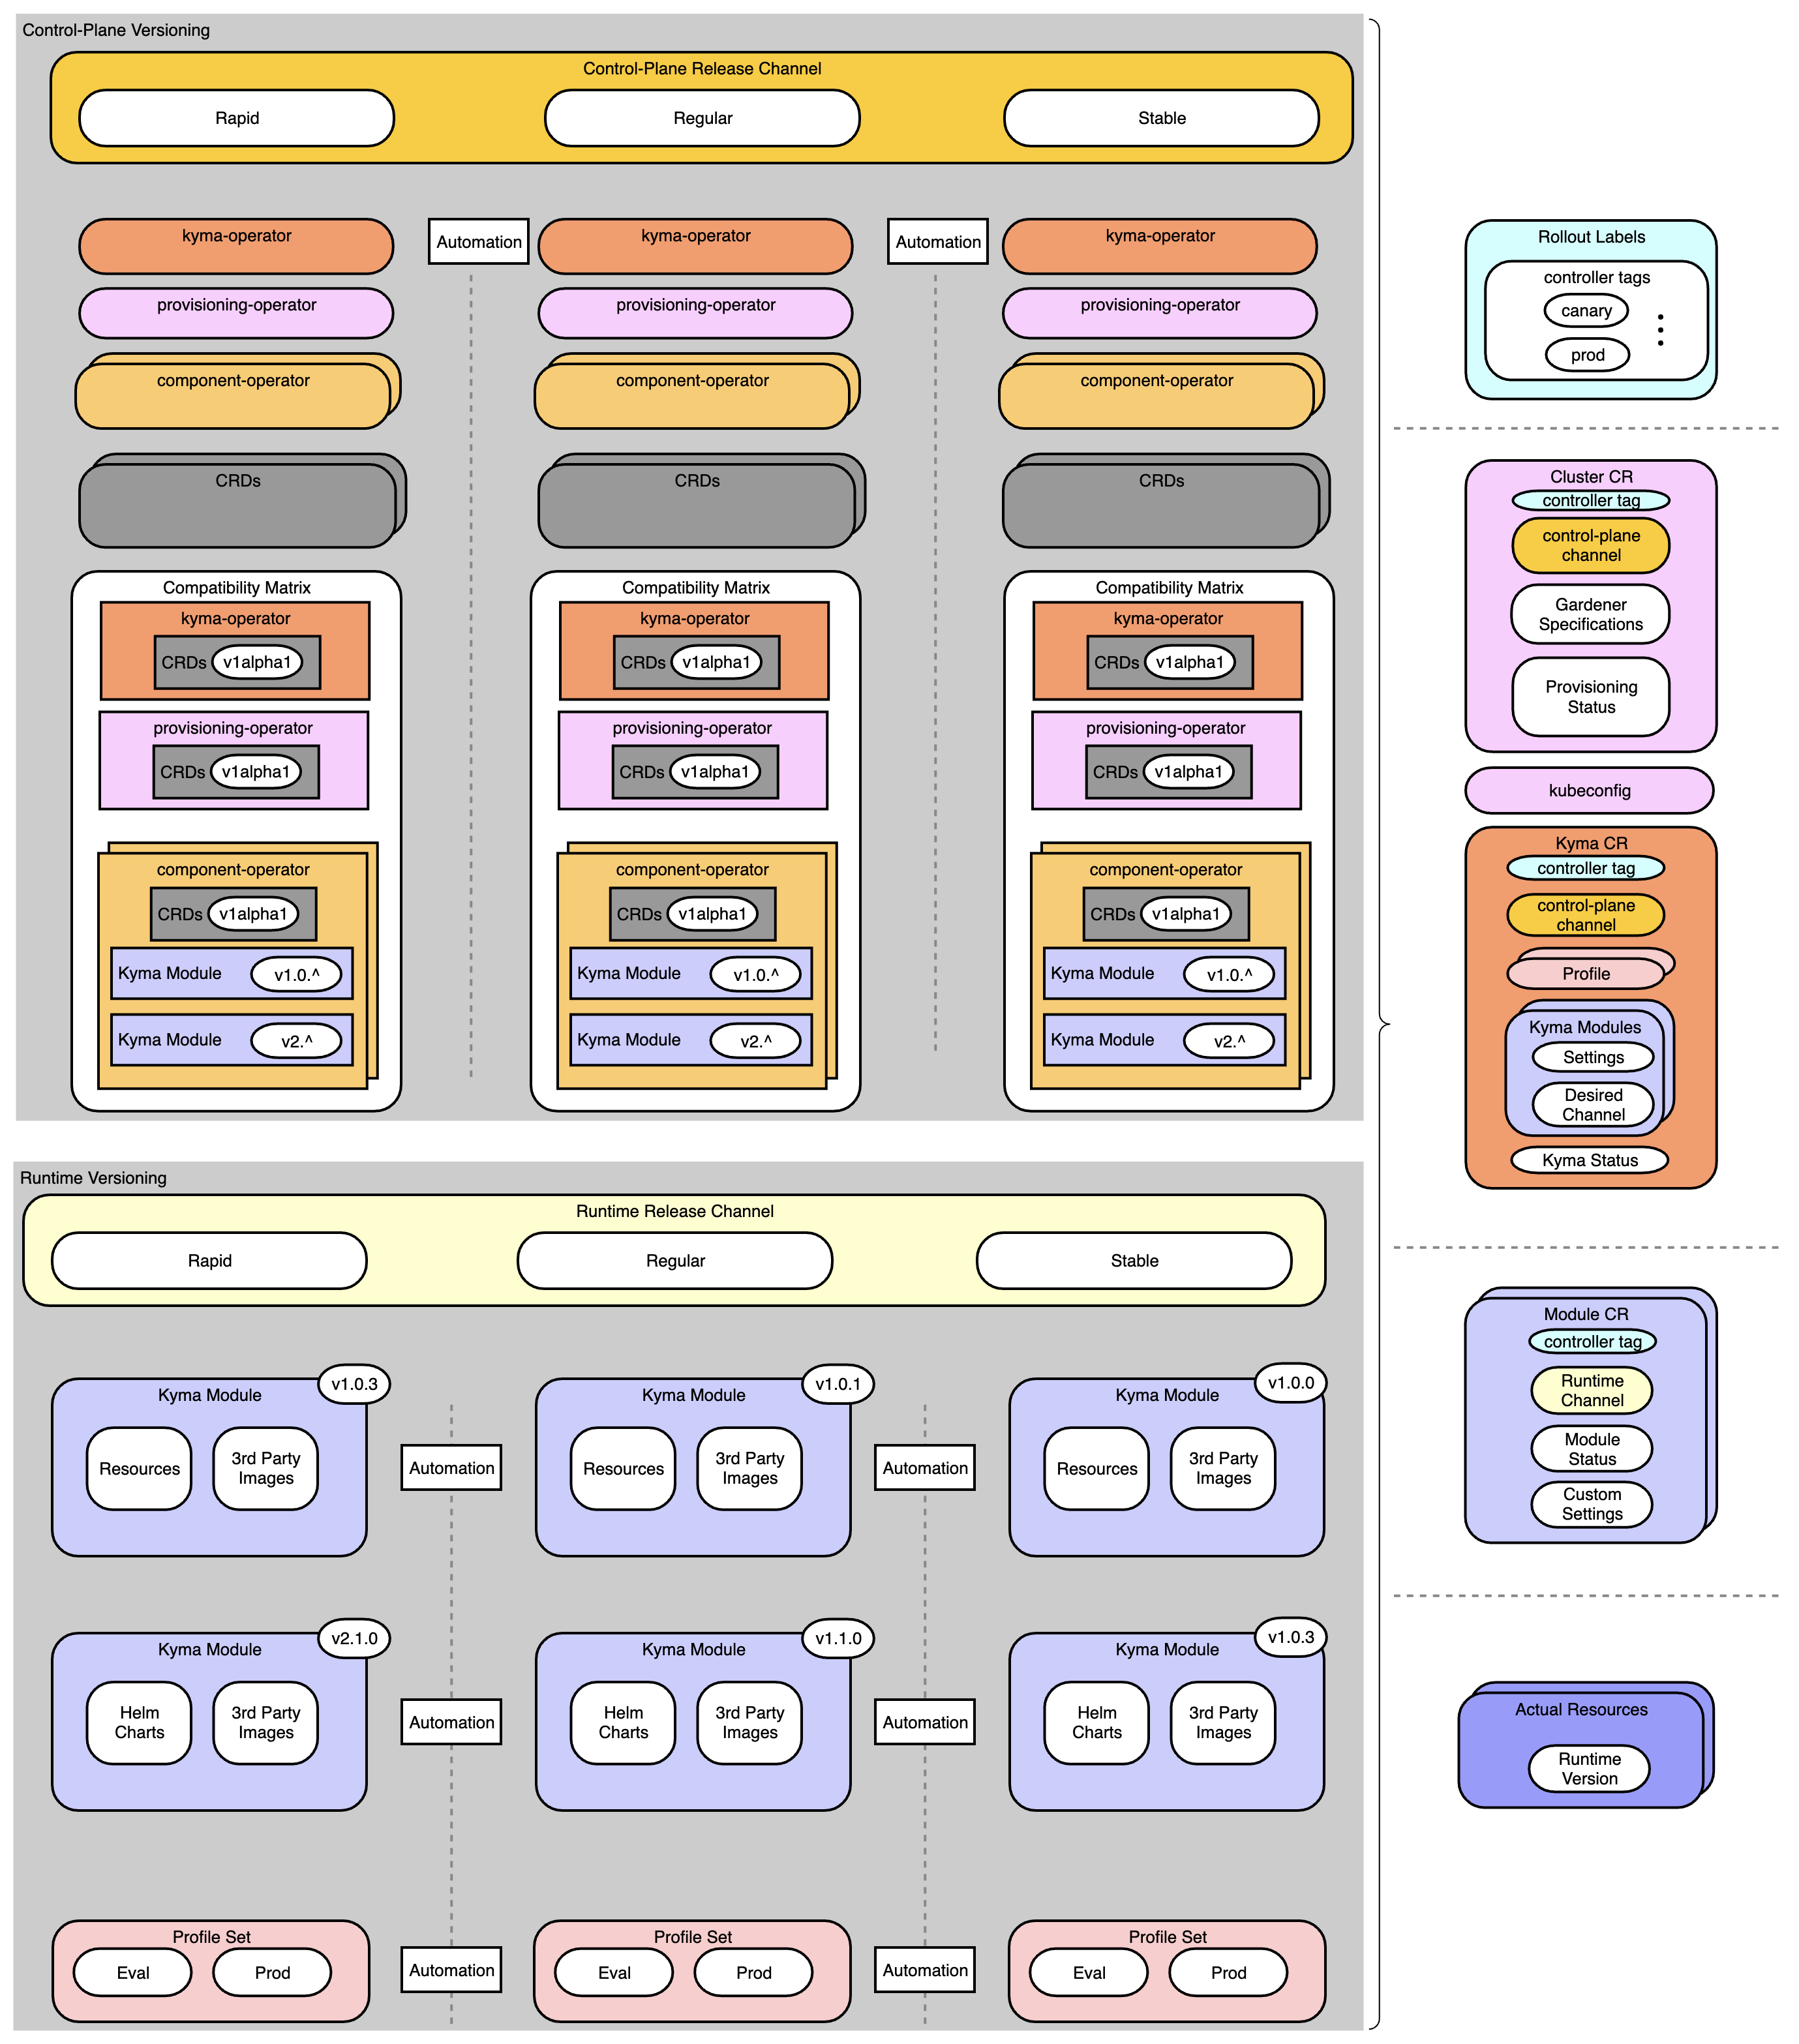 Control-Plane Versioning
Control-Plane Release Channel
Rapid
Regular
Stable
kyma-operator
Automation
kyma-operator
Automation
kyma-operator
provisioning-operator
provisioning-operator
provisioning-operator
component-operator
component-operator
component-operator
CRDs
CRDs
CRDs
Compatibility Matrix
kyma-operator
CRDs
v1alpha1
provisioning-operator
CRDs
v1alpha1
component-operator
CRDs
v1alpha1
Kyma Module
v1.0.^
Kyma Module
v2.^
Compatibility Matrix
kyma-operator
CRDs
v1alpha1
provisioning-operator
CRDs
v1alpha1
component-operator
CRDs
v1alpha1
Kyma Module
v1.0.^
Kyma Module
v2.^
Compatibility Matrix
kyma-operator
CRDs
v1alpha1
provisioning-operator
CRDs
v1alpha1
component-operator
CRDs
v1alpha1
Kyma Module
v1.0.^
Kyma Module
v2.^
Runtime Versioning
Runtime Release Channel
Rapid
Regular
Stable
Kyma Module
v1.0.3
Resources
3rd Party
Images
Automation
Kyma Module
v1.0.1
Resources
3rd Party
Images
Automation
Kyma Module
v1.0.0
Resources
3rd Party
Images
Kyma Module
v2.1.0
Helm
Charts
3rd Party
Images
Automation
Kyma Module
v1.1.0
Helm
Charts
3rd Party
Images
Automation
Kyma Module
v1.0.3
Helm
Charts
3rd Party
Images
Profile Set
Eval
Prod
Automation
Profile Set
Eval
Prod
Automation
Profile Set
Eval
Prod
Rollout Labels
controller tags
canary
prod
Cluster CR
controller tag
control-plane
channel
Gardener
Specifications
Provisioning
Status
kubeconfig
Kyma CR
controller tag
control-plane
channel
Profile
Kyma Modules
Settings
Desired
Channel
Kyma Status
Module CR
controller tag
Runtime
Channel
Module
Status
Custom
Settings
Actual Resources
Runtime
Version